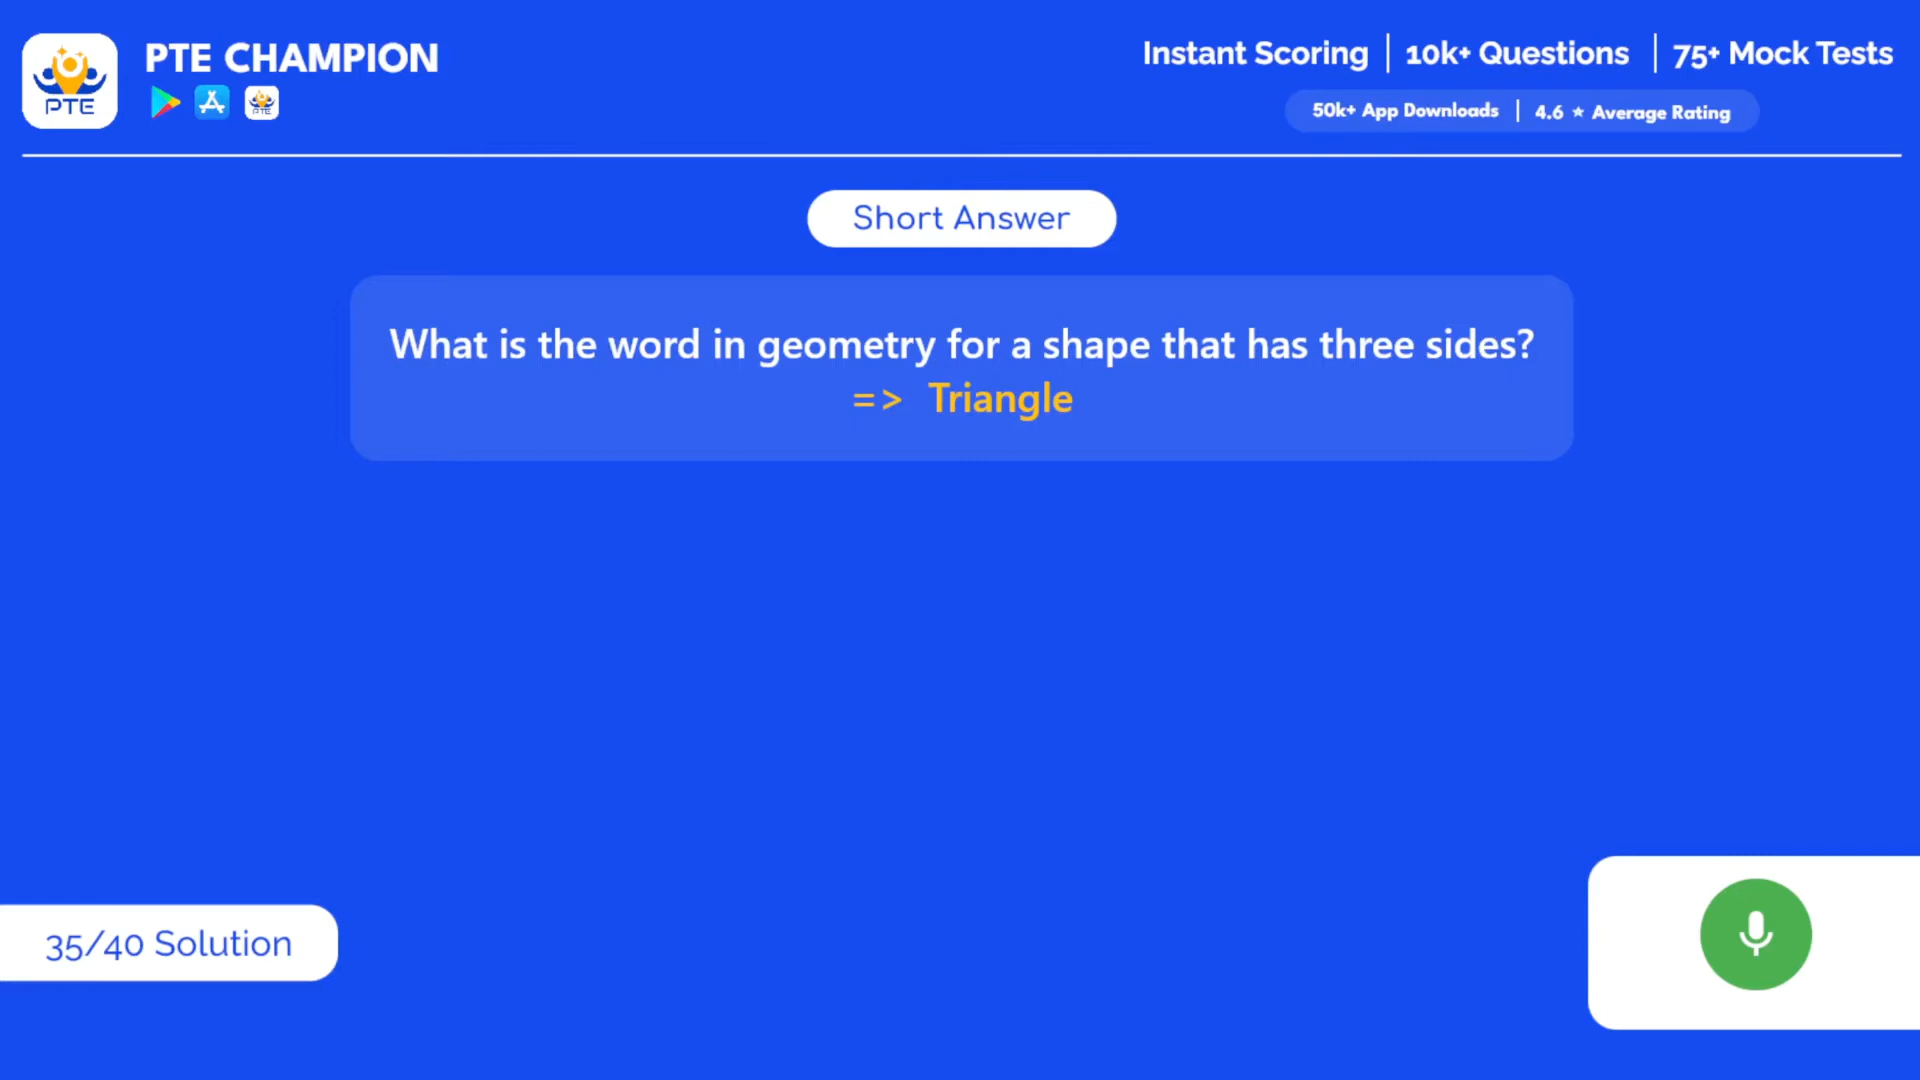 PTE CHAMPION
PTE
PTE
Instant Scoring | 10k+ Questions | 75+ Mock Tests
50k+ App Downloads | 4.6 ★ Average Rating
Short Answer
What is the word in geometry for a shape that has three sides?
=> Triangle
35/40 Solution